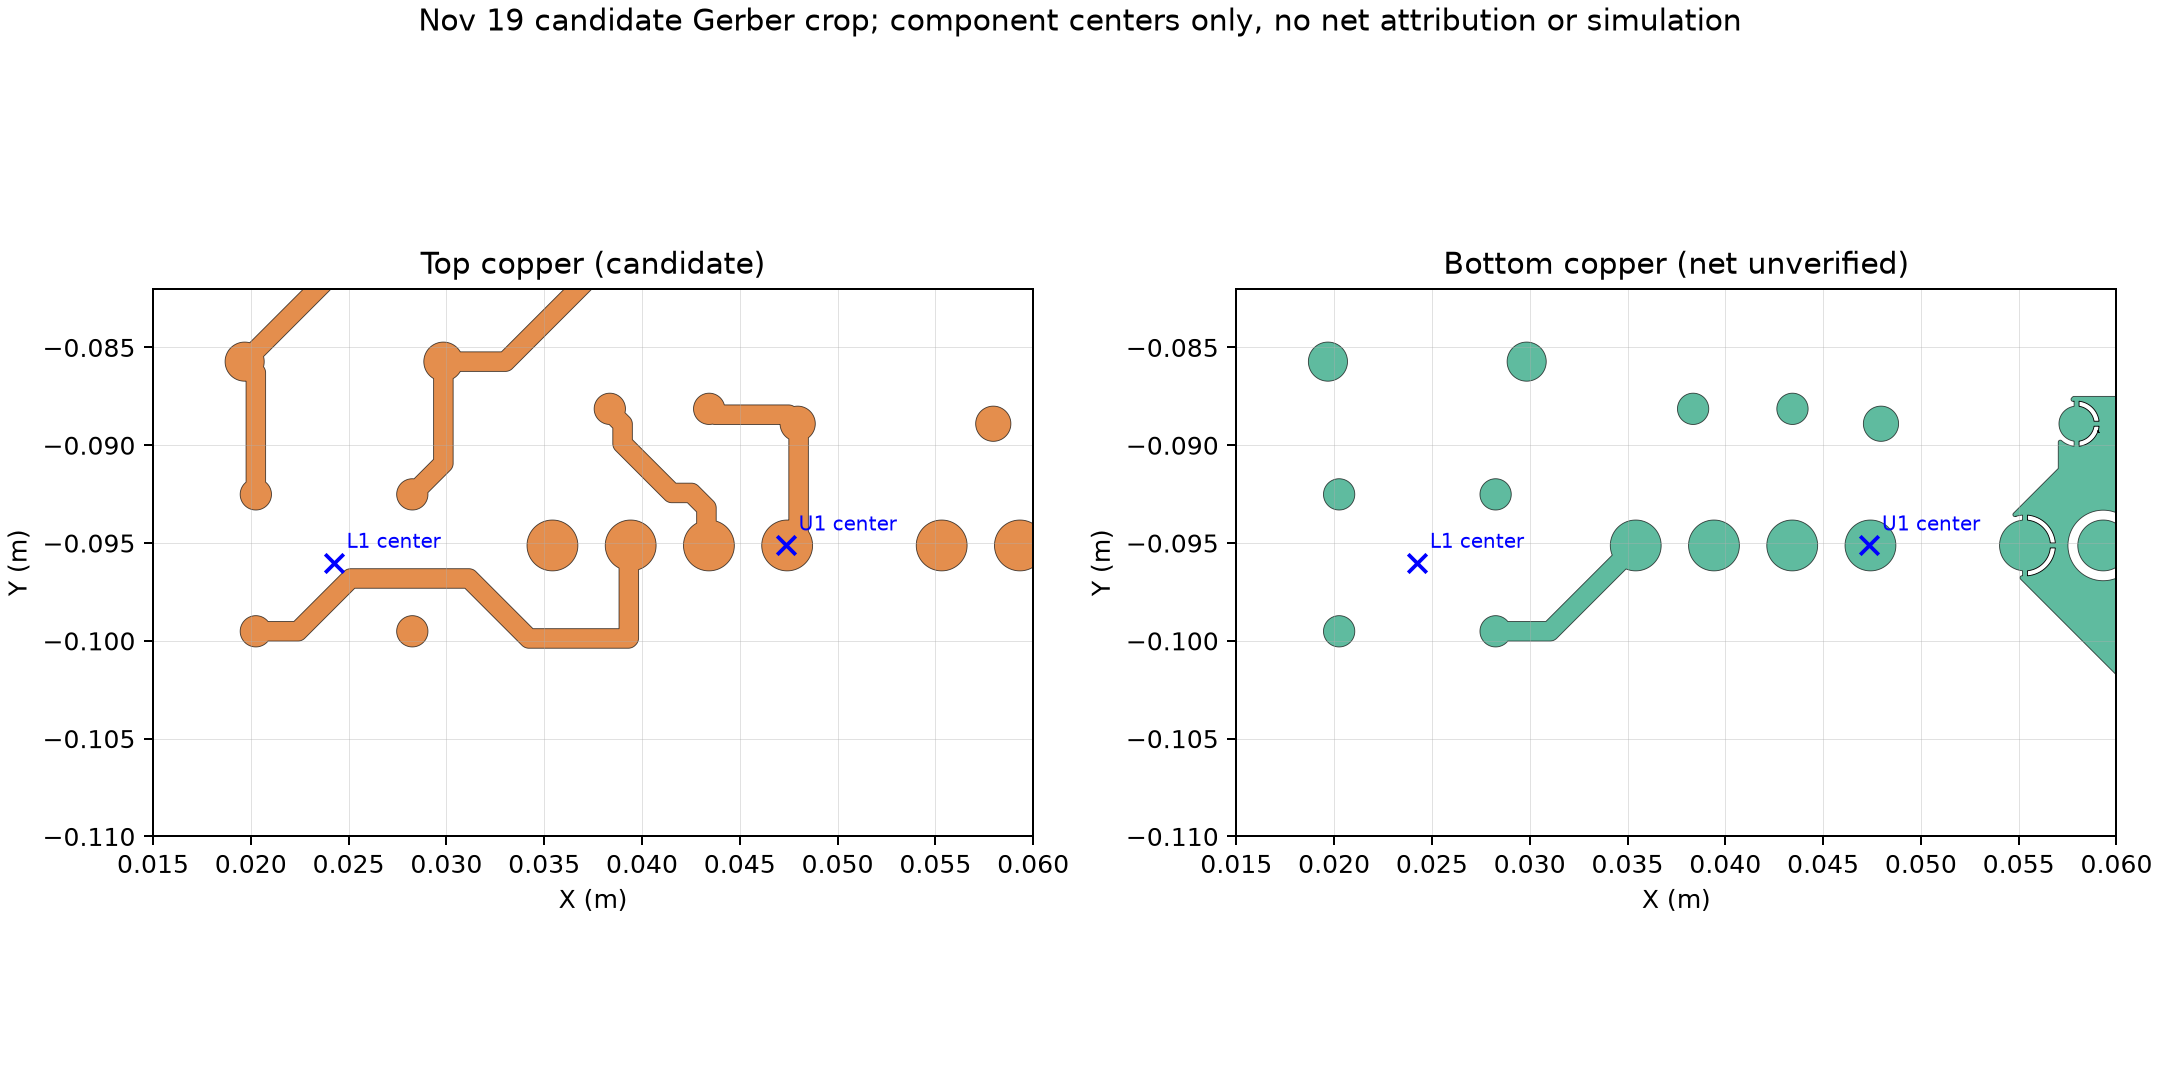 Nov 19 candidate Gerber crop; component centers only, no net attribution or simulation
Top copper (candidate)
−0.085
−0.090
−0.095
−0.100
−0.105
−0.110
Y (m)
L1 center
U1 center
0.015 0.020 0.025 0.030 0.035 0.040 0.045 0.050 0.055 0.060
X (m)
Bottom copper (net unverified)
−0.085
−0.090
−0.095
−0.100
−0.105
−0.110
Y (m)
L1 center
U1 center
0.015 0.020 0.025 0.030 0.035 0.040 0.045 0.050 0.055 0.060
X (m)